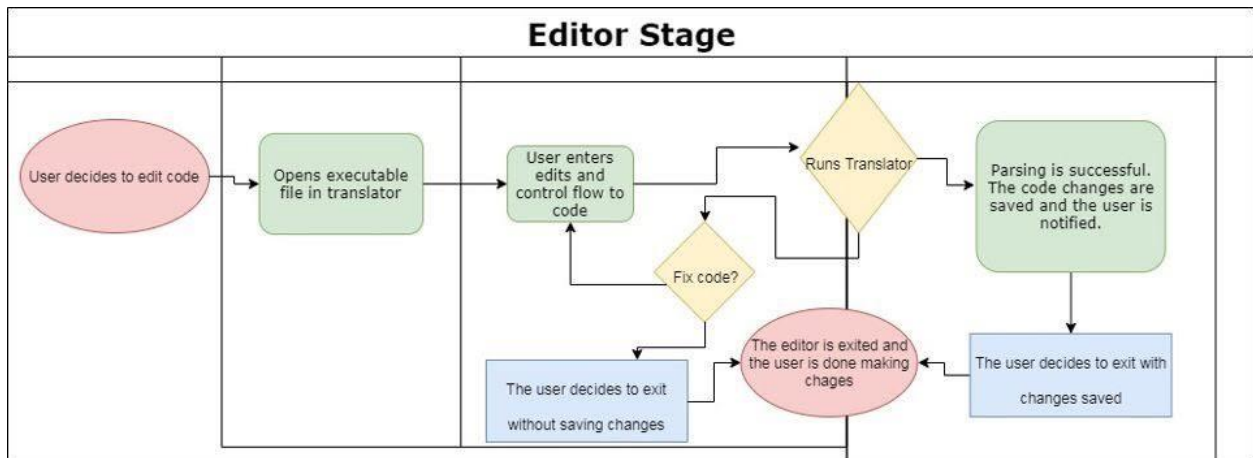 Editor Stage
User decides to edit code
Opens executable
file in translator
User enters
edits and
control flow to
code
Runs Translator
Parsing is successful.
The code changes are
saved and the user is
notified.
Fix code?
The user decides to exit
without saving changes
The editor is exited and
the user is done making
chages
The user decides to exit with
changes saved